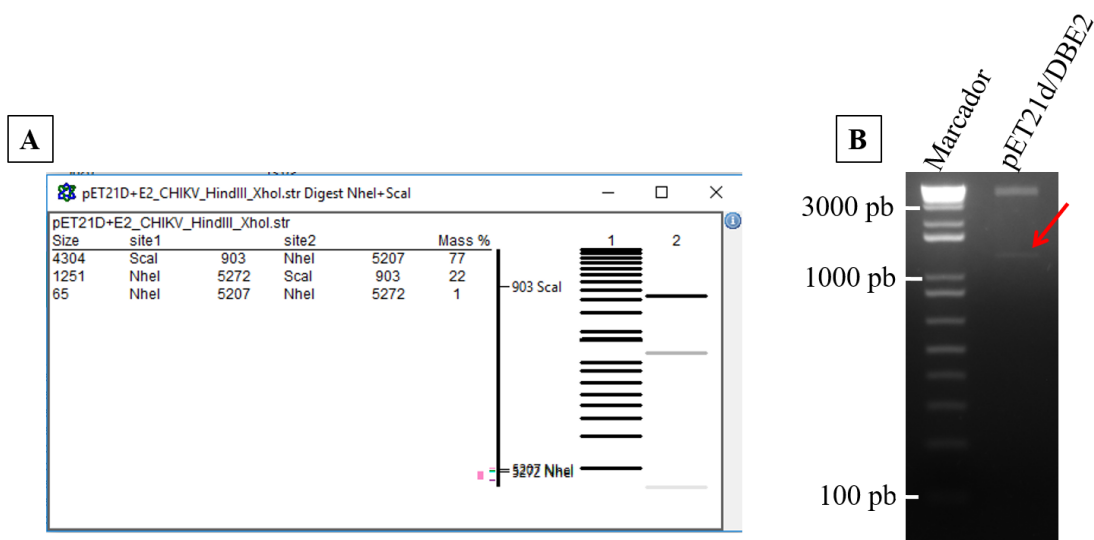 A
pET21D+E2_CHIKV_HindIII_XhoI.str Digest NheI+ScaI
pET21D+E2_CHIKV_HindIII_XhoI.str
Size site1 site2 Mass %
4304 ScaI 903 NheI 5207 77
1251 NheI 5272 ScaI 903 22
65 NheI 5207 NheI 5272 1
1 2
903 ScaI
NheI
B
Marcador
pET21d/DBE2
3000 pb
1000 pb
100 pb